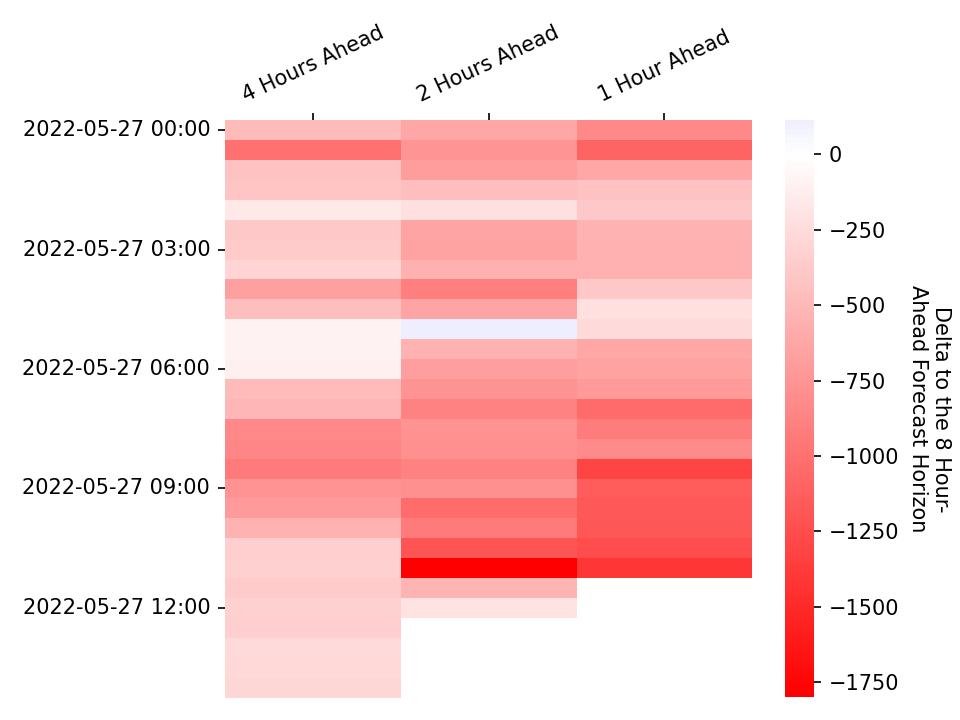 4 Hours Ahead
2 Hours Ahead
1 Hour Ahead
2022-05-27 00:00
2022-05-27 03:00
2022-05-27 06:00
2022-05-27 09:00
2022-05-27 12:00
0
−250
−500
−750
−1000
−1250
−1500
−1750
Delta to the 8 Hour-
Ahead Forecast Horizon